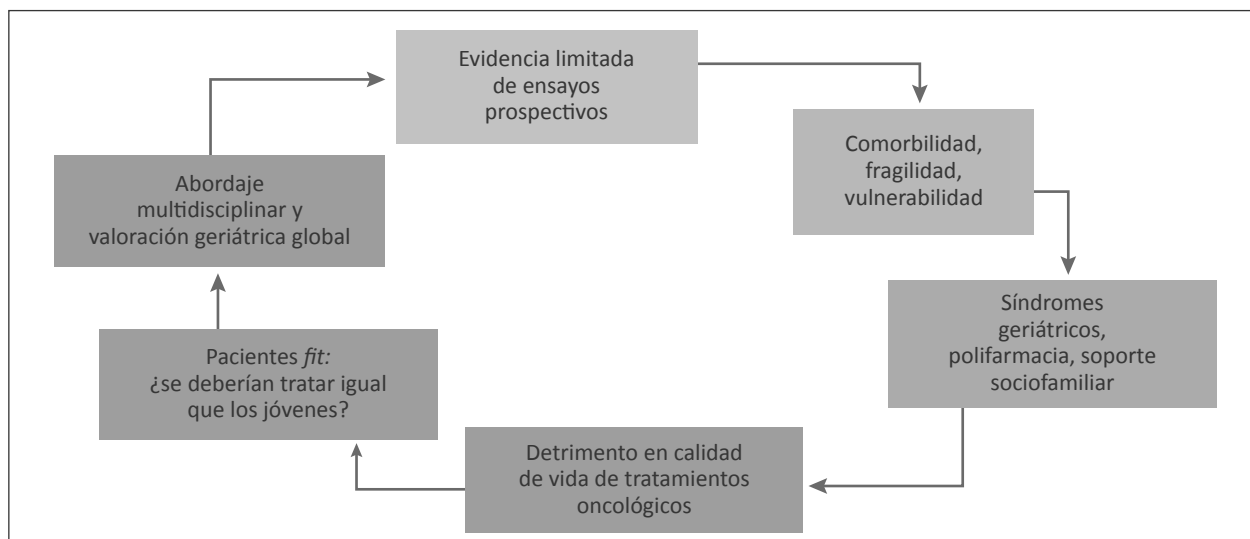 Evidencia limitada
de ensayos
prospectivos
Comorbilidad,
fragilidad,
vulnerabilidad
Síndromes
geriátricos,
polifarmacia, soporte
sociofamiliar
Detrimento en calidad
de vida de tratamientos
oncológicos
Pacientes fit:
¿se deberían tratar igual
que los jóvenes?
Abordaje
multidisciplinar y
valoración geriátrica global